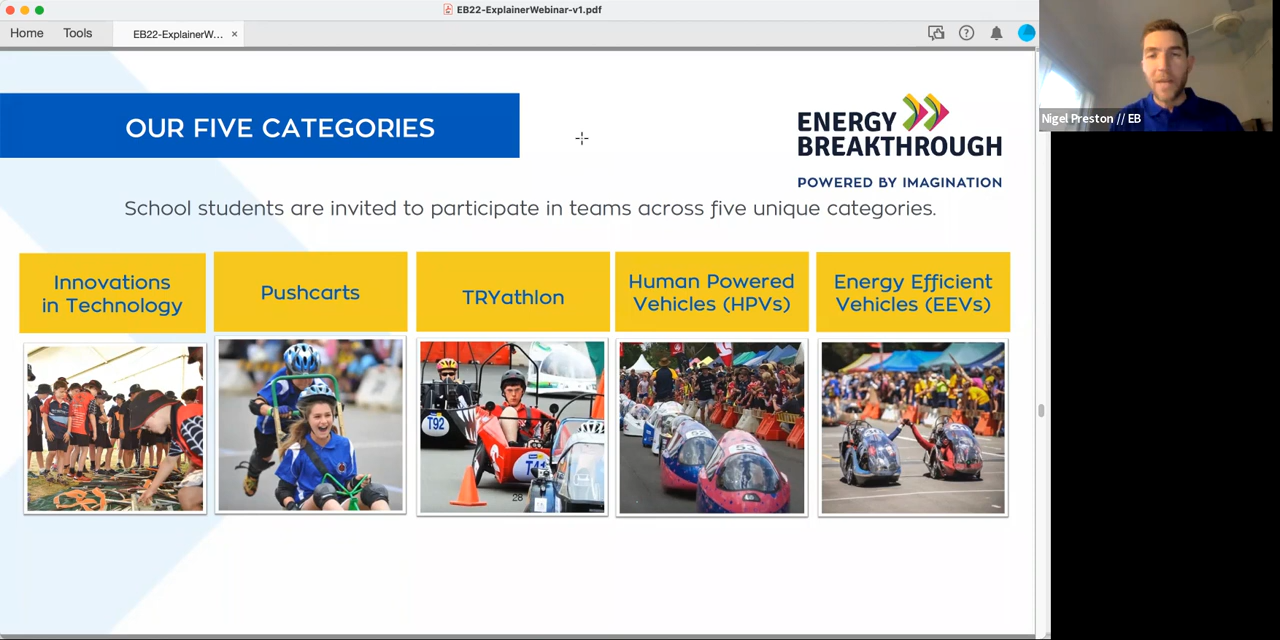 EB22-ExplainerWebinar-v1.pdf
Home
Tools
EB22-ExplainerW...
OUR FIVE CATEGORIES
ENERGY
BREAKTHROUGH
POWERED BY IMAGINATION
School students are invited to participate in teams across five unique categories.
Innovations
in Technology
Pushcarts
TRYathlon
Human Powered
Vehicles (HPVs)
Energy Efficient
Vehicles (EEVs)
T92
53
28
Nigel Preston // EB